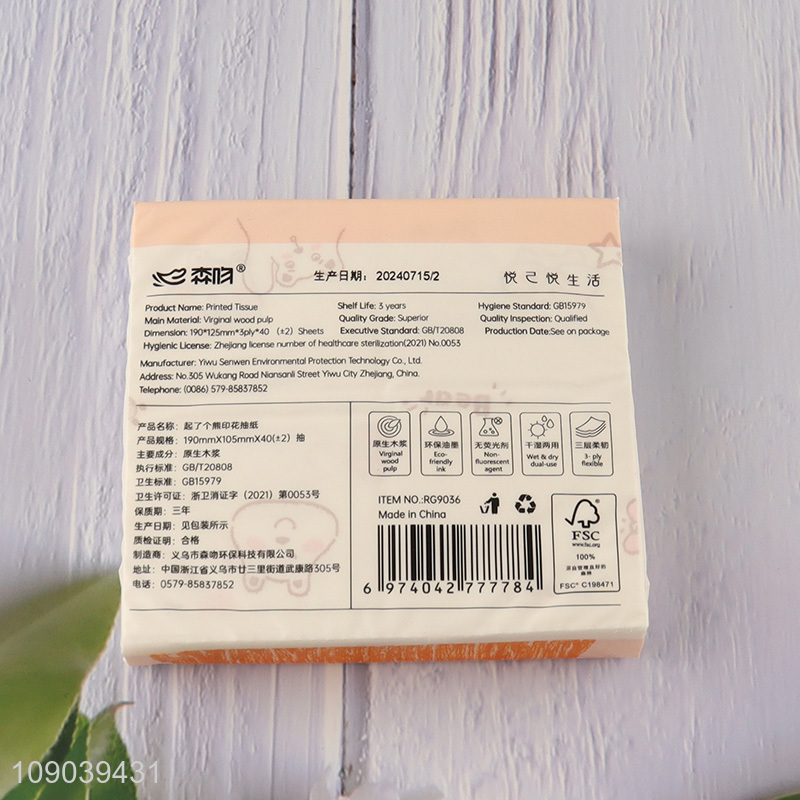 森吻® 生产日期: 20240715/2 悦己悦生活
Product Name: Printed Tissue Shelf Life: 3 years Hygiene Standard: GB15979
Main Material: Virginal wood pulp Quality Grade: Superior Quality Inspection: Qualified
Dimension: 190*125mm*3ply*40 (±2) Sheets Executive Standard: GB/T20808 Production Date:See on package
Hygienic License: Zhejiang license number of healthcare sterilization(2021) No.0053
Manufacturer: Yiwu Senwen Environmental Protection Technology Co., Ltd.
Address: No.305 Wukang Road Niansanli Street Yiwu City Zhejiang, China.
Telephone: (0086) 579-85837852
产品名称: 起了个熊印花抽纸
产品规格: 190mmX105mmX40(±2) 抽
主要成分: 原生木浆
执行标准: GB/T20808
卫生标准: GB15979
卫生许可证: 浙卫消证字 (2021) 第0053号
保质期: 三年
生产日期: 见包装所示
质检证明: 合格
制造商: 义乌市森吻环保科技有限公司
地址: 中国浙江省义乌市廿三里街道武康路305号
电话: 0579-85837852
原生木浆
Virginal
wood
pulp
环保油墨
Eco-
friendly
ink
无荧光剂
Non-
fluorescent
agent
干湿两用
Wet & dry
dual-use
三层柔韧
3- ply
flexible
ITEM NO.:RG9036
Made in China
6 974042 777784
FSC
www.fsc.org
100%
FSC® C198471
109039431